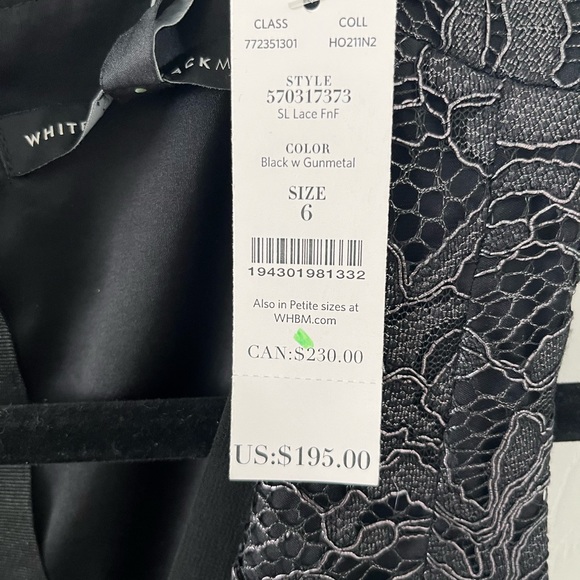 CLASS COLL
772351301 HO211N2
STYLE
570317373
SL Lace FnF
COLOR
Black w Gunmetal
SIZE
6
194301981332
Also in Petite sizes at
WHBM.com
CAN:$230.00
US:$195.00